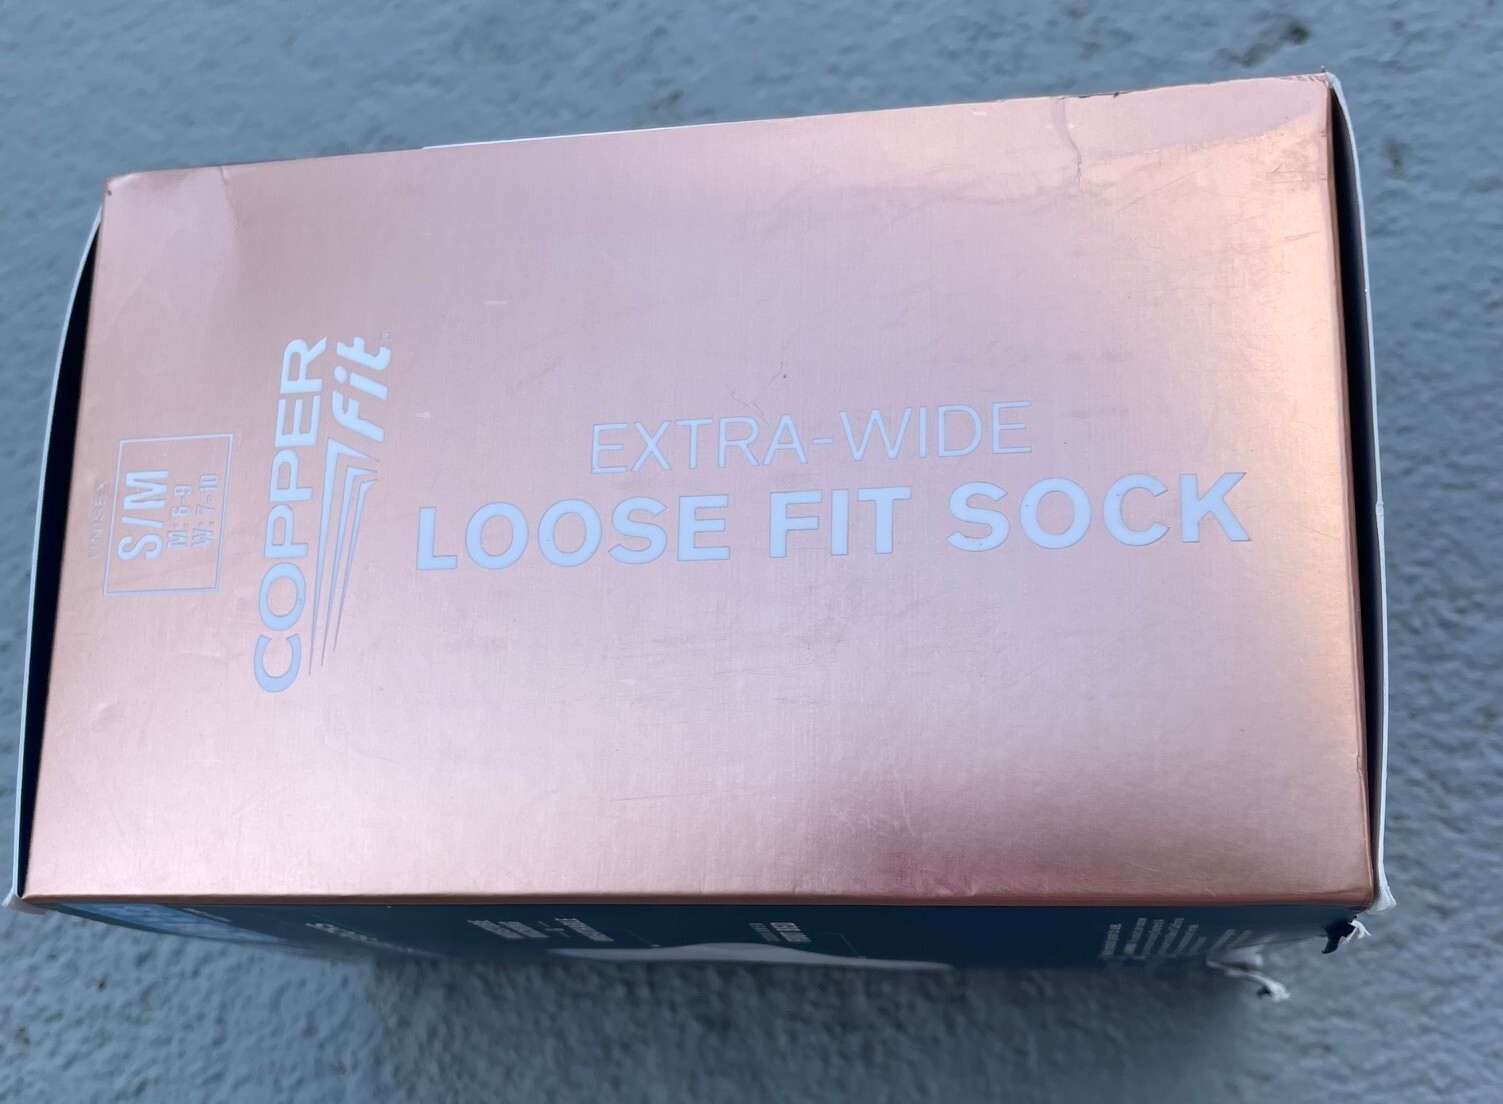 UNISEX
S/M
M: 6-9
W: 7-10
COPPER
Fit
EXTRA-WIDE
LOOSE FIT SOCK